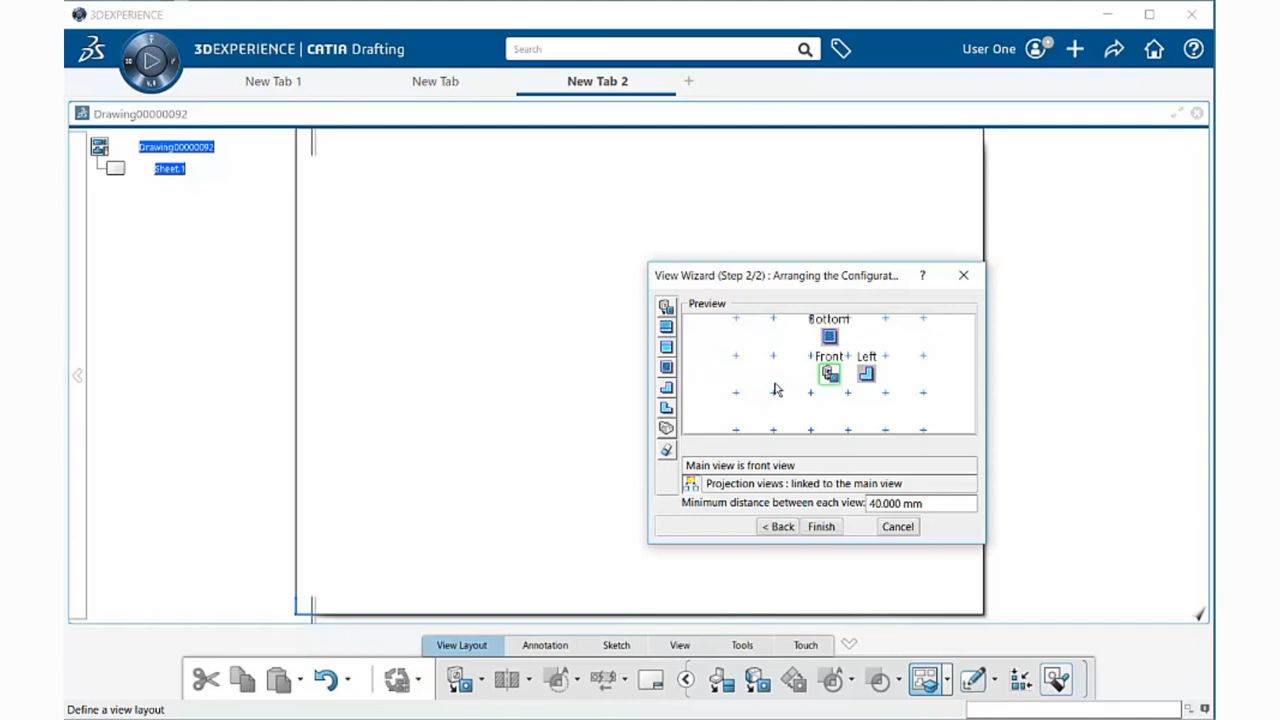 3DEXPERIENCE
3DEXPERIENCE | CATIA Drafting
Search
User One
New Tab 1
New Tab
New Tab 2
Drawing00000092
Drawing00000092
Sheet.1
View Wizard (Step 2/2) : Arranging the Configurat...
Preview
Bottom
Front
Left
Main view is front view
Projection views : linked to the main view
Minimum distance between each view:
40.000 mm
< Back
Finish
Cancel
View Layout
Annotation
Sketch
View
Tools
Touch
Define a view layout